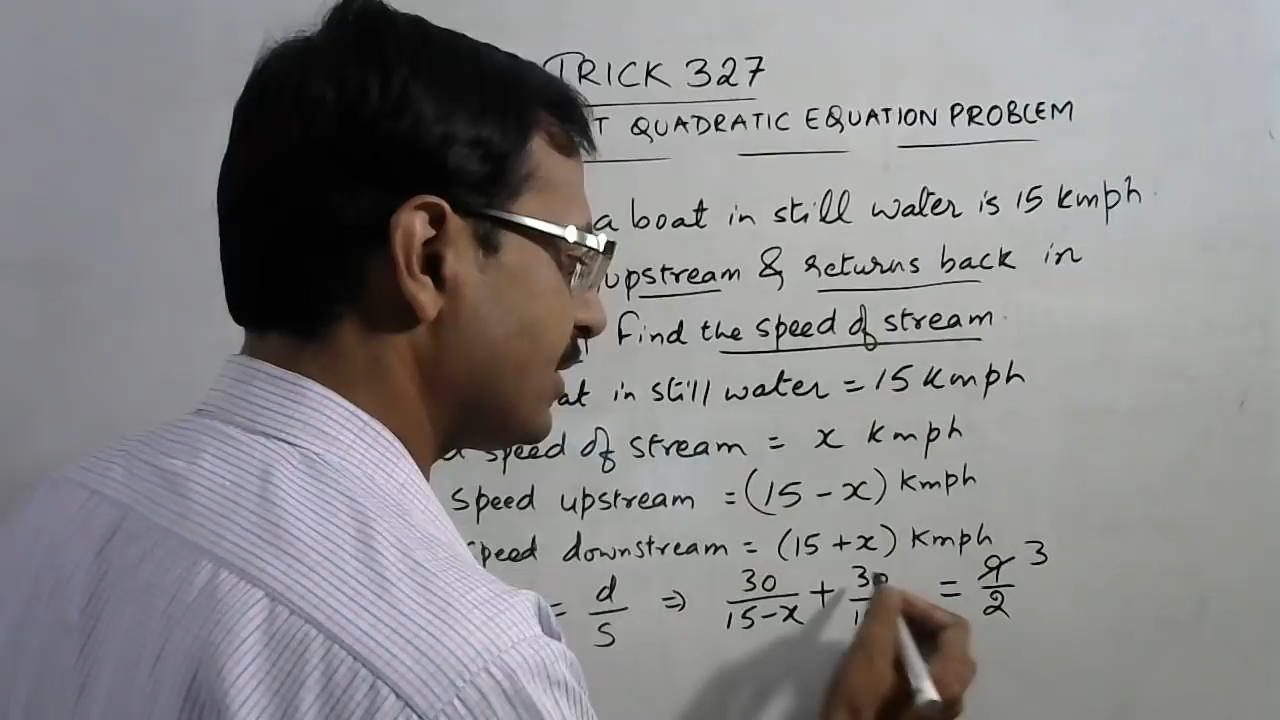 TRICK 327
QUADRATIC EQUATION PROBLEM
a boat in still water is 15 kmph.
upstream & returns back in
find the speed of stream.
in still water = 15 kmph
speed of stream = x kmph
speed upstream = (15 - x) kmph
speed downstream = (15 + x) kmph
= d/s ⇒ 30/15-x + 30 = 9/2 3